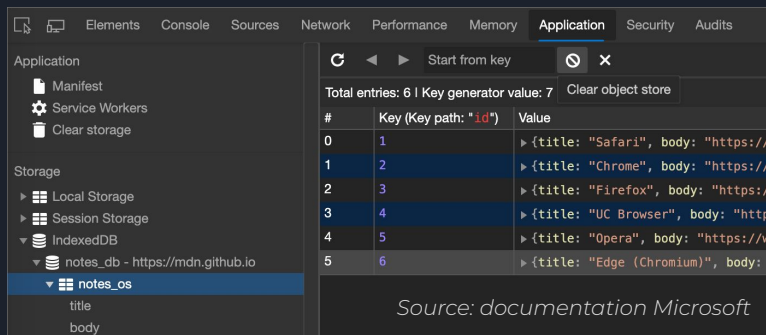 Elements Console Sources Network Performance Memory Application Security Audits
Application
Manifest
Service Workers
Clear storage
Storage
Local Storage
Session Storage
IndexedDB
notes_db - https://mdn.github.io
notes_os
title
body
Start from key
Total entries: 6 | Key generator value: 7
Clear object store
# Key (Key path: "id") Value
0 1 {title: "Safari", body: "https:/
1 2 {title: "Chrome", body: "https:/
2 3 {title: "Firefox", body: "https:
3 4 {title: "UC Browser", body: "http
4 5 {title: "Opera", body: "https://w
5 6 {title: "Edge (Chromium)", body:
Source: documentation Microsoft